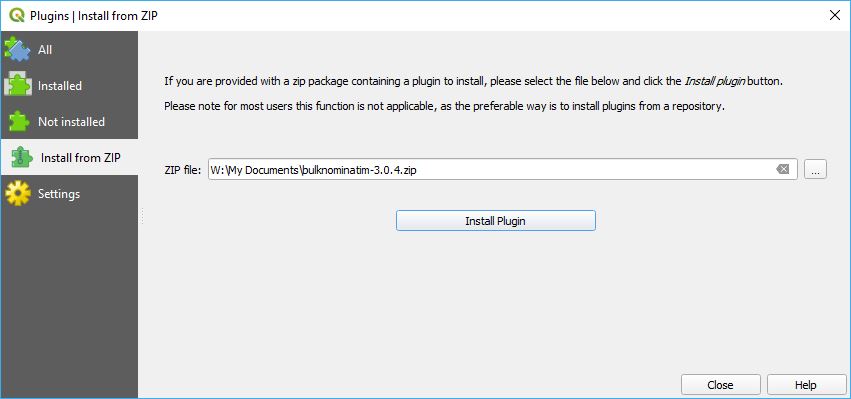 Plugins | Install from ZIP
All
Installed
Not installed
Install from ZIP
Settings
If you are provided with a zip package containing a plugin to install, please select the file below and click the Install plugin button.
Please note for most users this function is not applicable, as the preferable way is to install plugins from a repository.
ZIP file: W:\My Documents\bulknominatim-3.0.4.zip ...
Install Plugin
Close Help